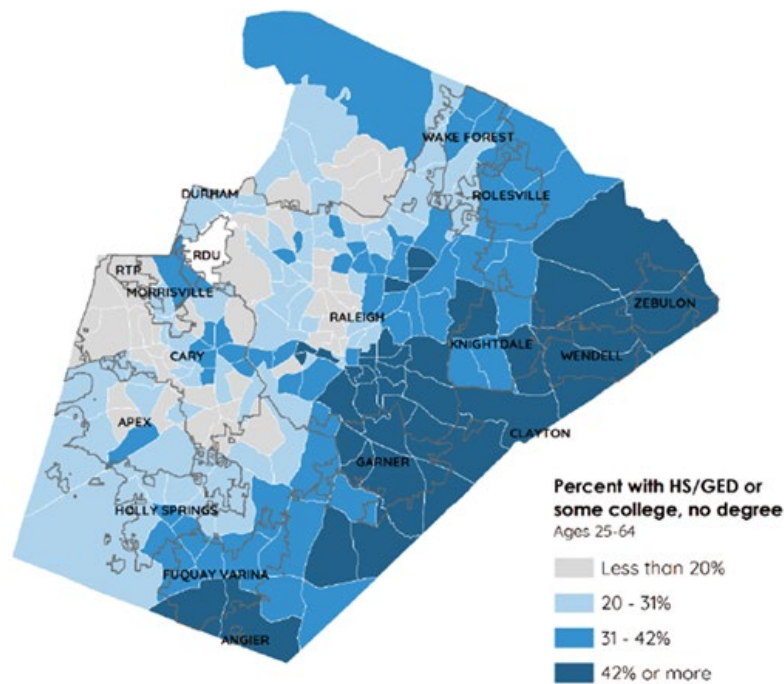 WAKE FOREST
DURHAM
ROLESVILLE
RDU
RTP
MORRISVILLE
ZEBULON
RALEIGH
KNIGHTDALE
WENDELL
CARY
APEX
CLAYTON
GARNER
HOLLY SPRINGS
FUQUAY VARINA
ANGIER
Percent with HS/GED or
some college, no degree
Ages 25-64
Less than 20%
20 - 31%
31 - 42%
42% or more